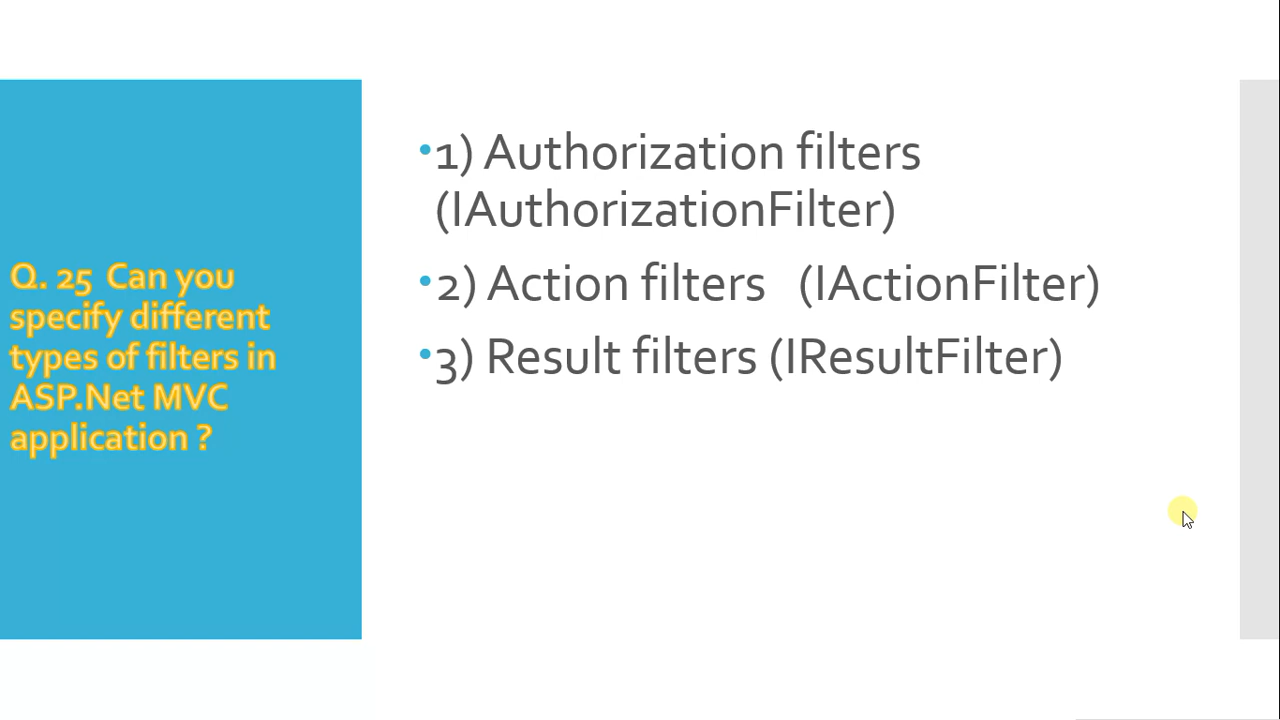 Q. 25 Can you
specify different
types of filters in
ASP.Net MVC
application ?
•1) Authorization filters
(IAuthorizationFilter)
•2) Action filters (IActionFilter)
•3) Result filters (IResultFilter)